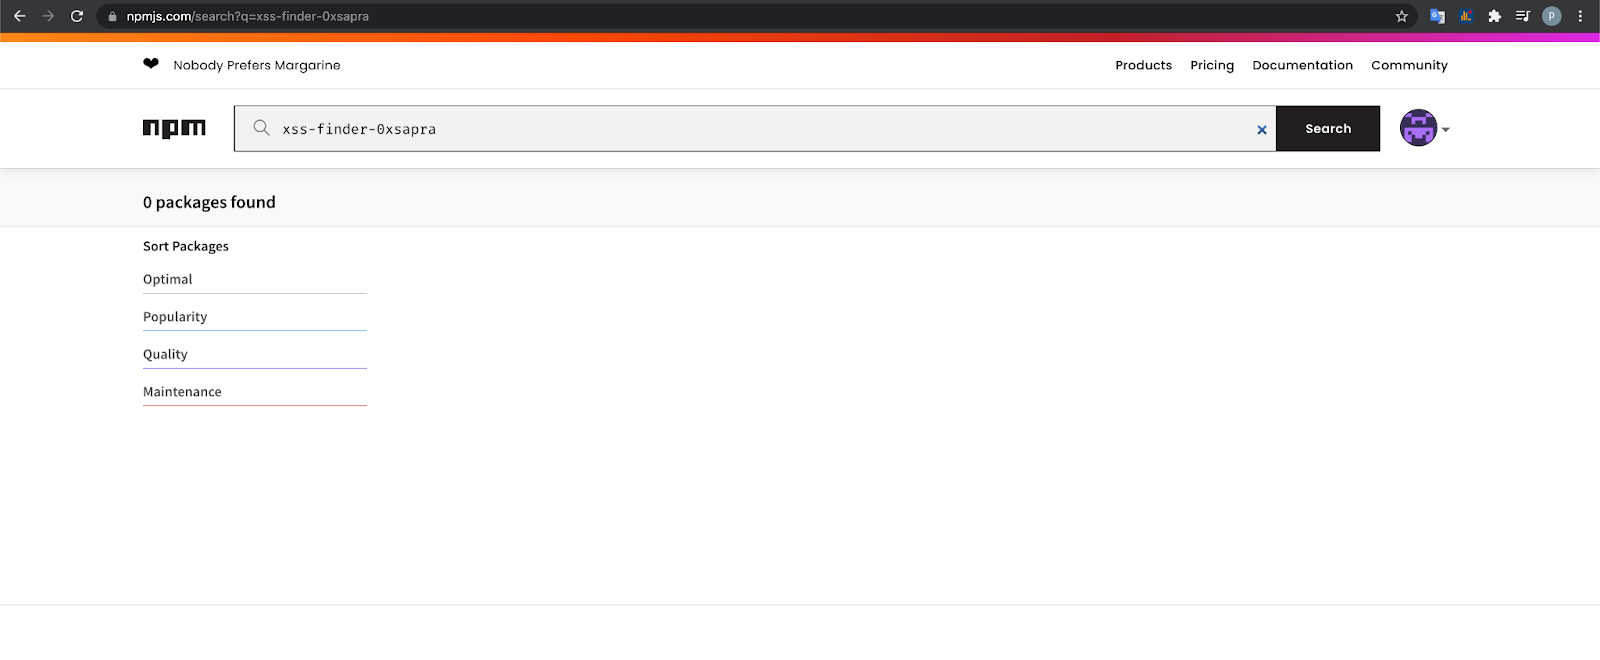 npmjs.com/search?q=xss-finder-0xsapra
P
Nobody Prefers Margarine
Products Pricing Documentation Community
npm
xss-finder-0xsapra
Search
0 packages found
Sort Packages
Optimal
Popularity
Quality
Maintenance